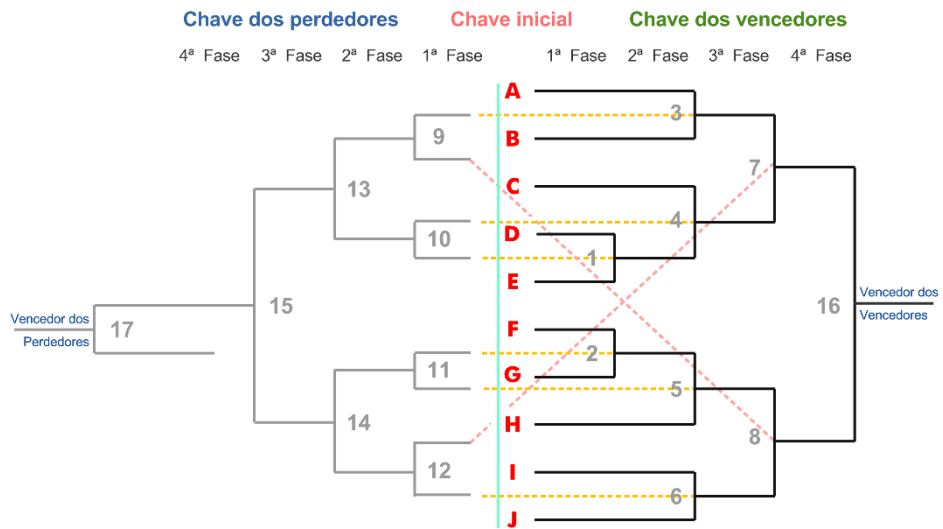 Chave dos perdedores Chave inicial Chave dos vencedores
4ª Fase 3ª Fase 2ª Fase 1ª Fase 1ª Fase 2ª Fase 3ª Fase 4ª Fase
A
3
9 B
7
C
13
4
D
10
1
E
15 16
Vencedor dos Vencedor dos
Perdedores Vencedores
17
F
2
11 G
5
H
14
8
12 I
6
J